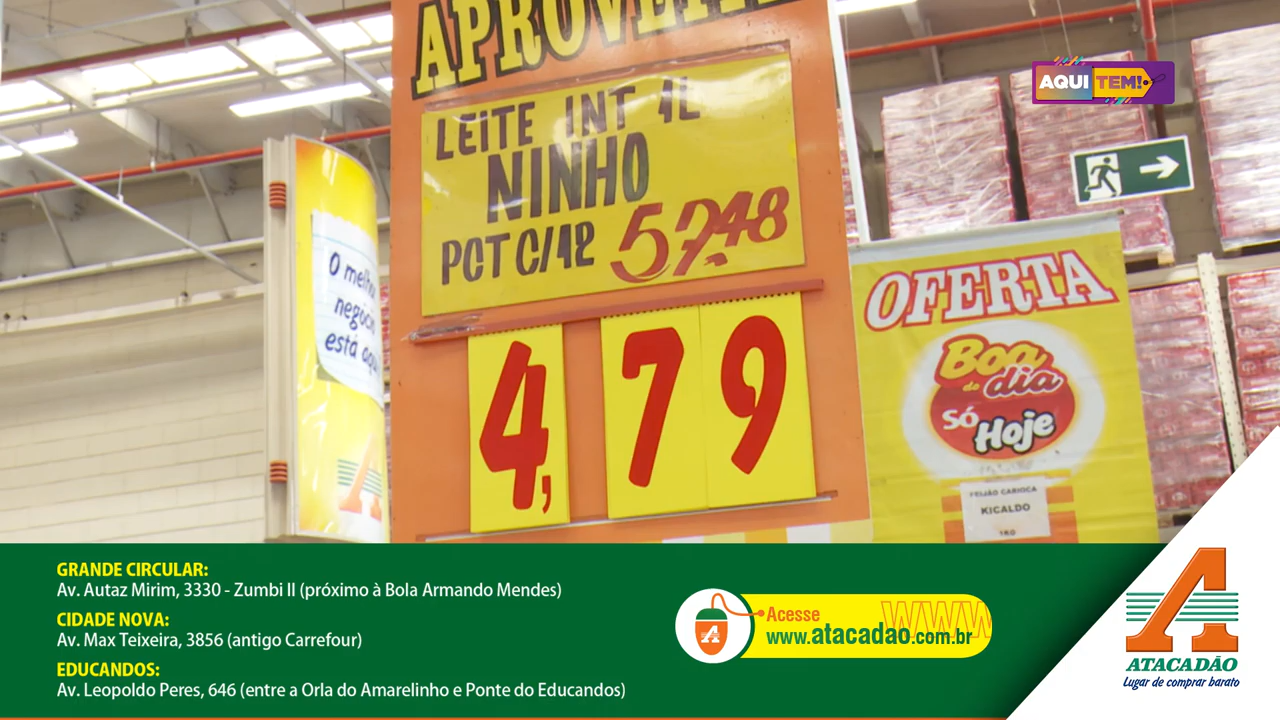 APROVEITE
AQUI TEM!
LEITE INT 1L
NINHO
PCT C/12 57,48
4,79
O melhor
negócio
está aqui
OFERTA
Boa
do dia
Só
Hoje
FEIJÃO CARIOCA
KICALDO
1KG
GRANDE CIRCULAR:
Av. Autaz Mirim, 3330 - Zumbi II (próximo à Bola Armando Mendes)
CIDADE NOVA:
Av. Max Teixeira, 3856 (antigo Carrefour)
EDUCANDOS:
Av. Leopoldo Peres, 646 (entre a Orla do Amarelinho e Ponte do Educandos)
Acesse
WWW
www.atacadao.com.br
ATACADÃO
Lugar de comprar barato